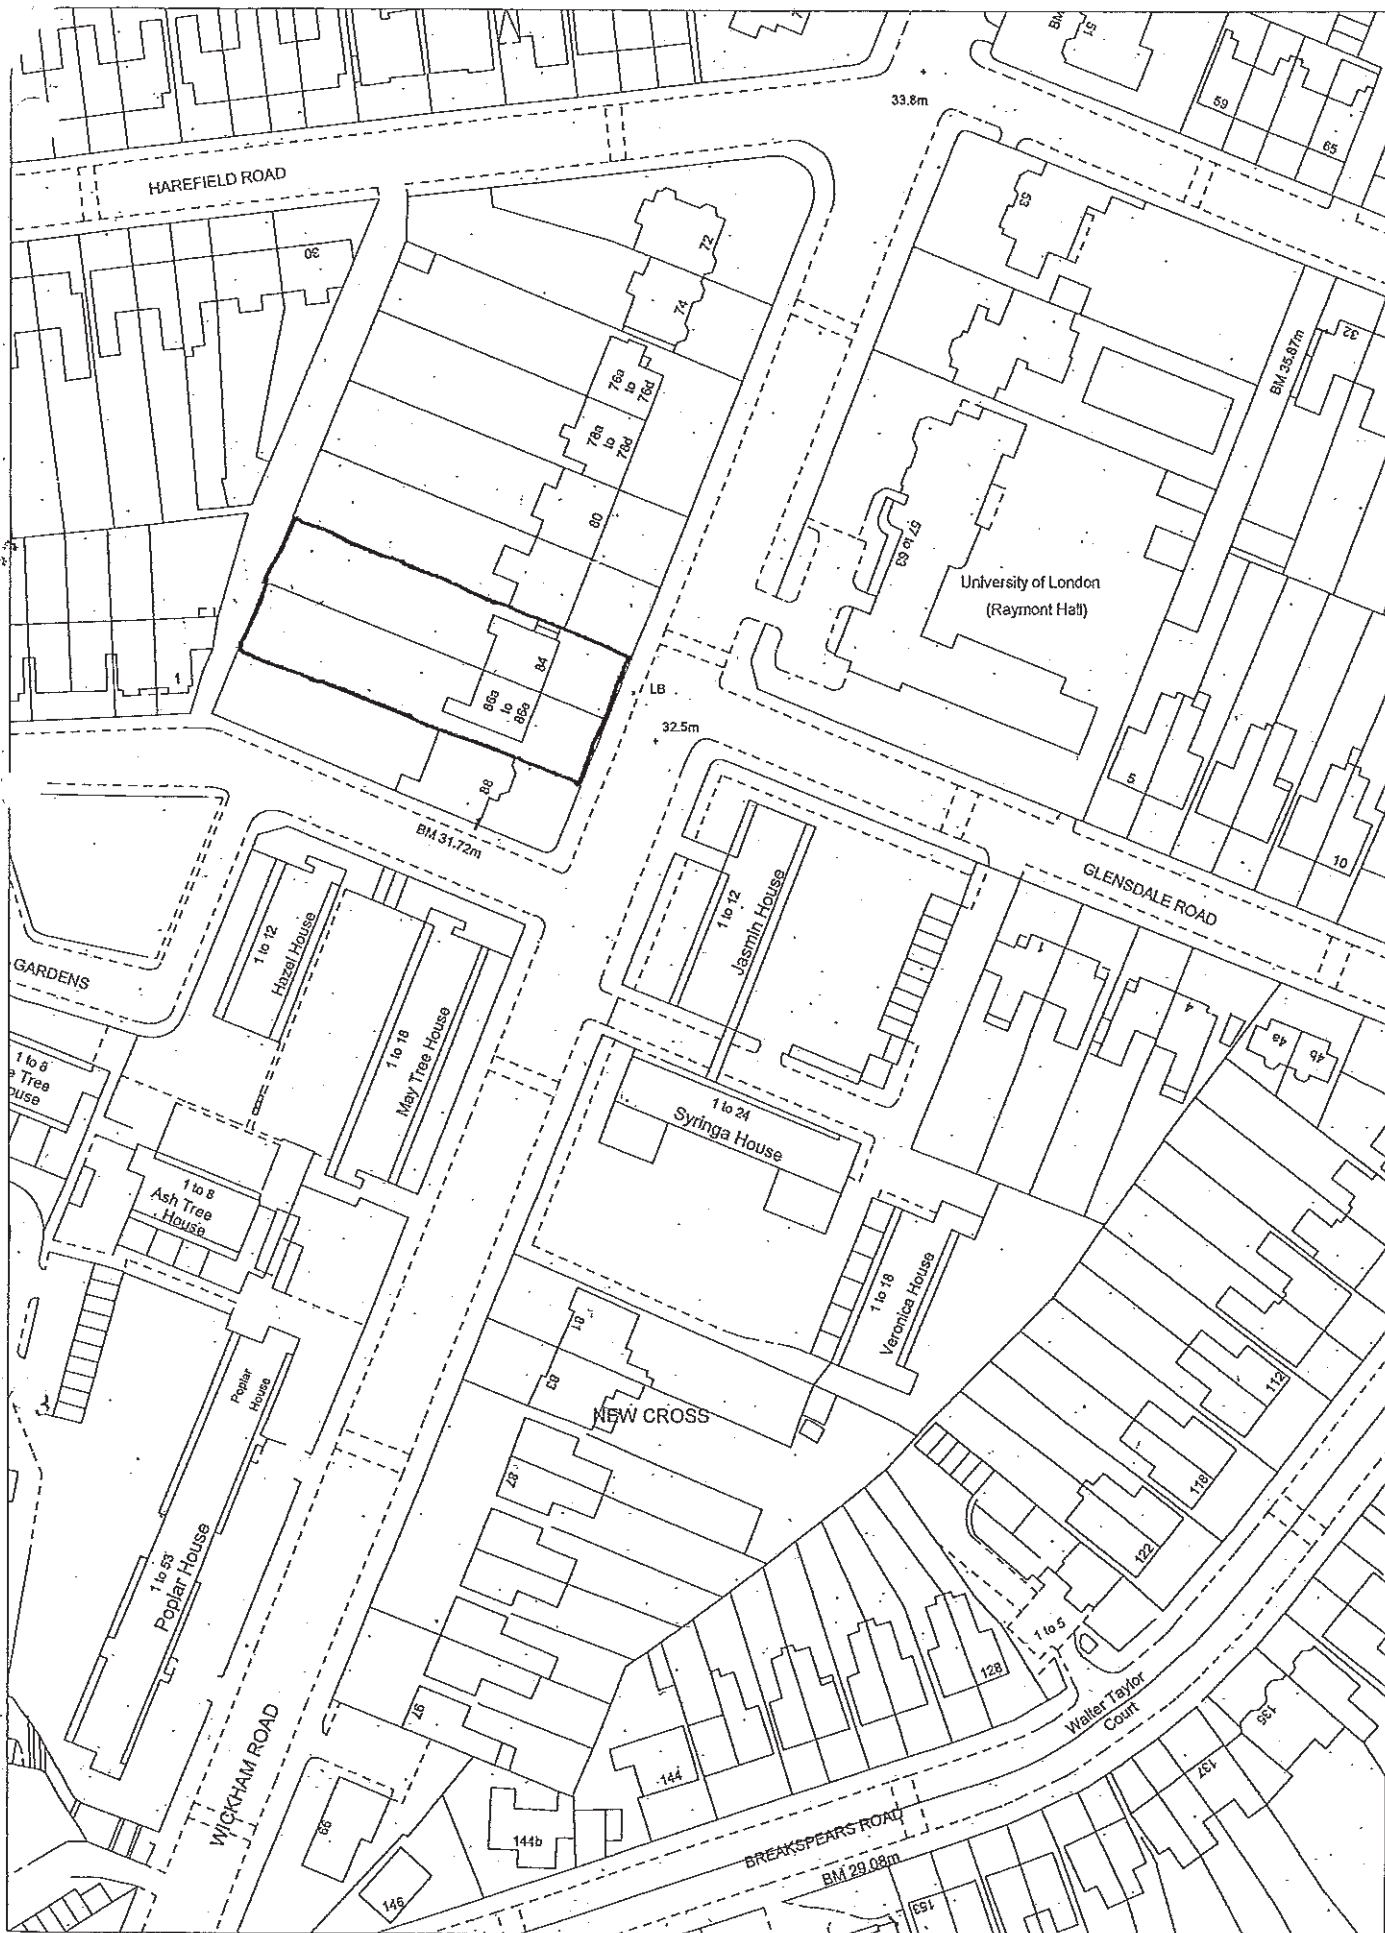 BM
51
33.8m
59
65
HAREFIELD ROAD
53
72
30
74
BM 35.87m
32
76a
to
76d
78a
to
78d
80
57 to 63
University of London
(Raymont Hall)
84
1
86a
to
86e
LB
32.5m
88
5
BM 31.72m
10
GLENSDALE ROAD
1 to 12
Hazel House
1 to 12
Jasmin House
1
GARDENS
1 to 18
May Tree House
4
4a
4b
1 to 8
e Tree
ouse
1 to 24
Syringa House
1 to 8
Ash Tree
House
1 to 18
Veronica House
81
Poplar
House
83
112
NEW CROSS
87
118
122
1 to 53
Poplar House
1 to 5
128
97
Walter Taylor
Court
135
WICKHAM ROAD
144
137
99
144b
BREAKSPEARS ROAD
BM 29.08m
146
153